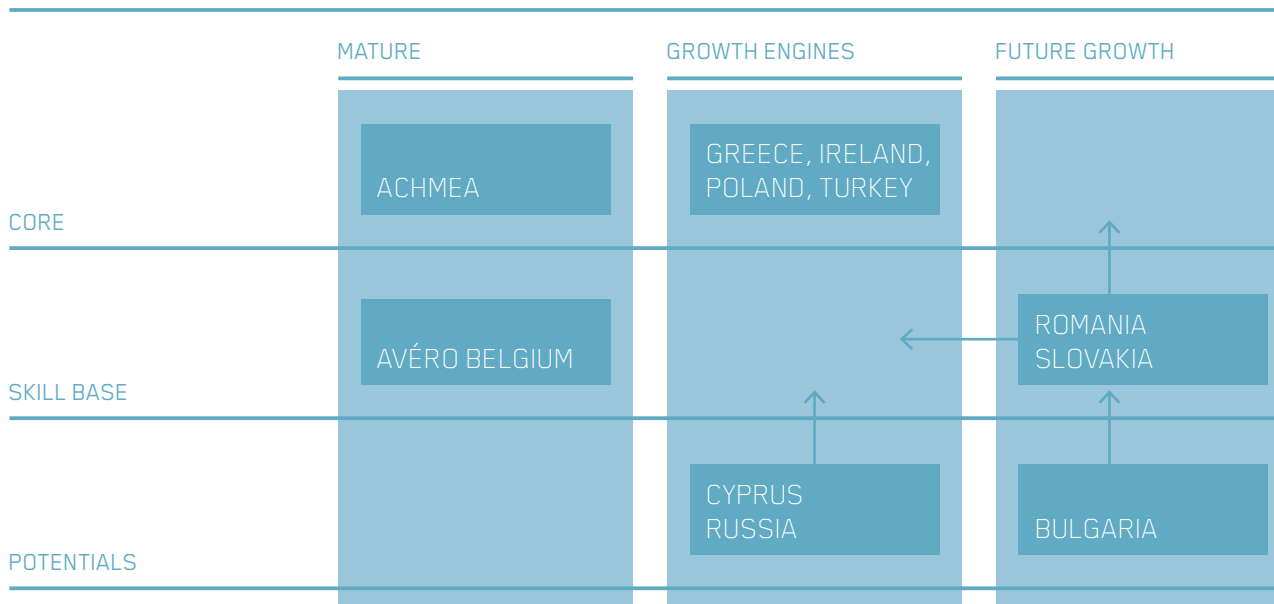 MATURE
GROWTH ENGINES
FUTURE GROWTH
ACHMEA
GREECE, IRELAND,
POLAND, TURKEY
CORE
AVÉRO BELGIUM
ROMANIA
SLOVAKIA
SKILL BASE
CYPRUS
RUSSIA
BULGARIA
POTENTIALS